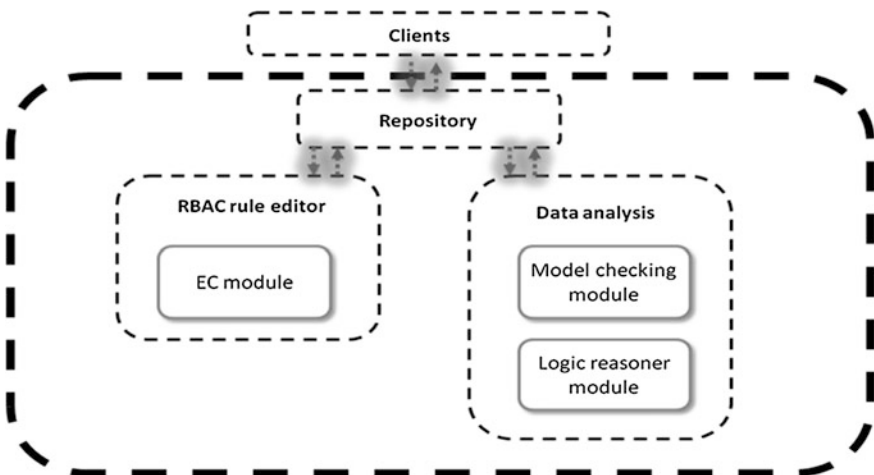 Clients
Repository
RBAC rule editor
EC module
Data analysis
Model checking
module
Logic reasoner
module